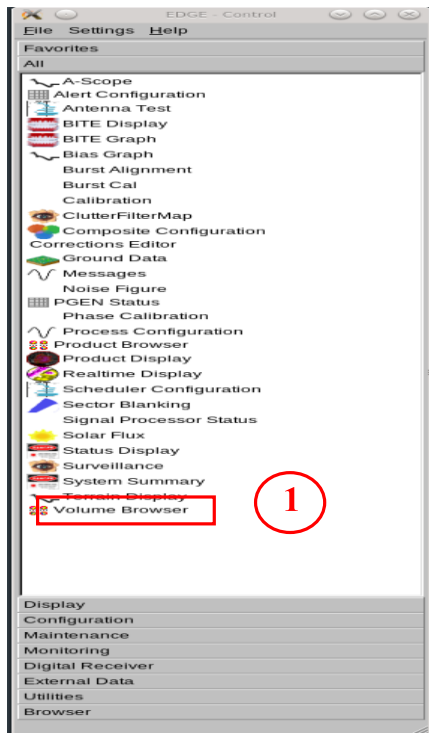 EDGE - Control
File Settings Help
Favorites
All
A-Scope
Alert Configuration
Antenna Test
BITE Display
BITE Graph
Bias Graph
Burst Alignment
Burst Cal
Calibration
ClutterFilterMap
Composite Configuration
Corrections Editor
Ground Data
Messages
Noise Figure
PGEN Status
Phase Calibration
Process Configuration
Product Browser
Product Display
Realtime Display
Scheduler Configuration
Sector Blanking
Signal Processor Status
Solar Flux
Status Display
Surveillance
System Summary
Terrain Display
Volume Browser
1
Display
Configuration
Maintenance
Monitoring
Digital Receiver
External Data
Utilities
Browser